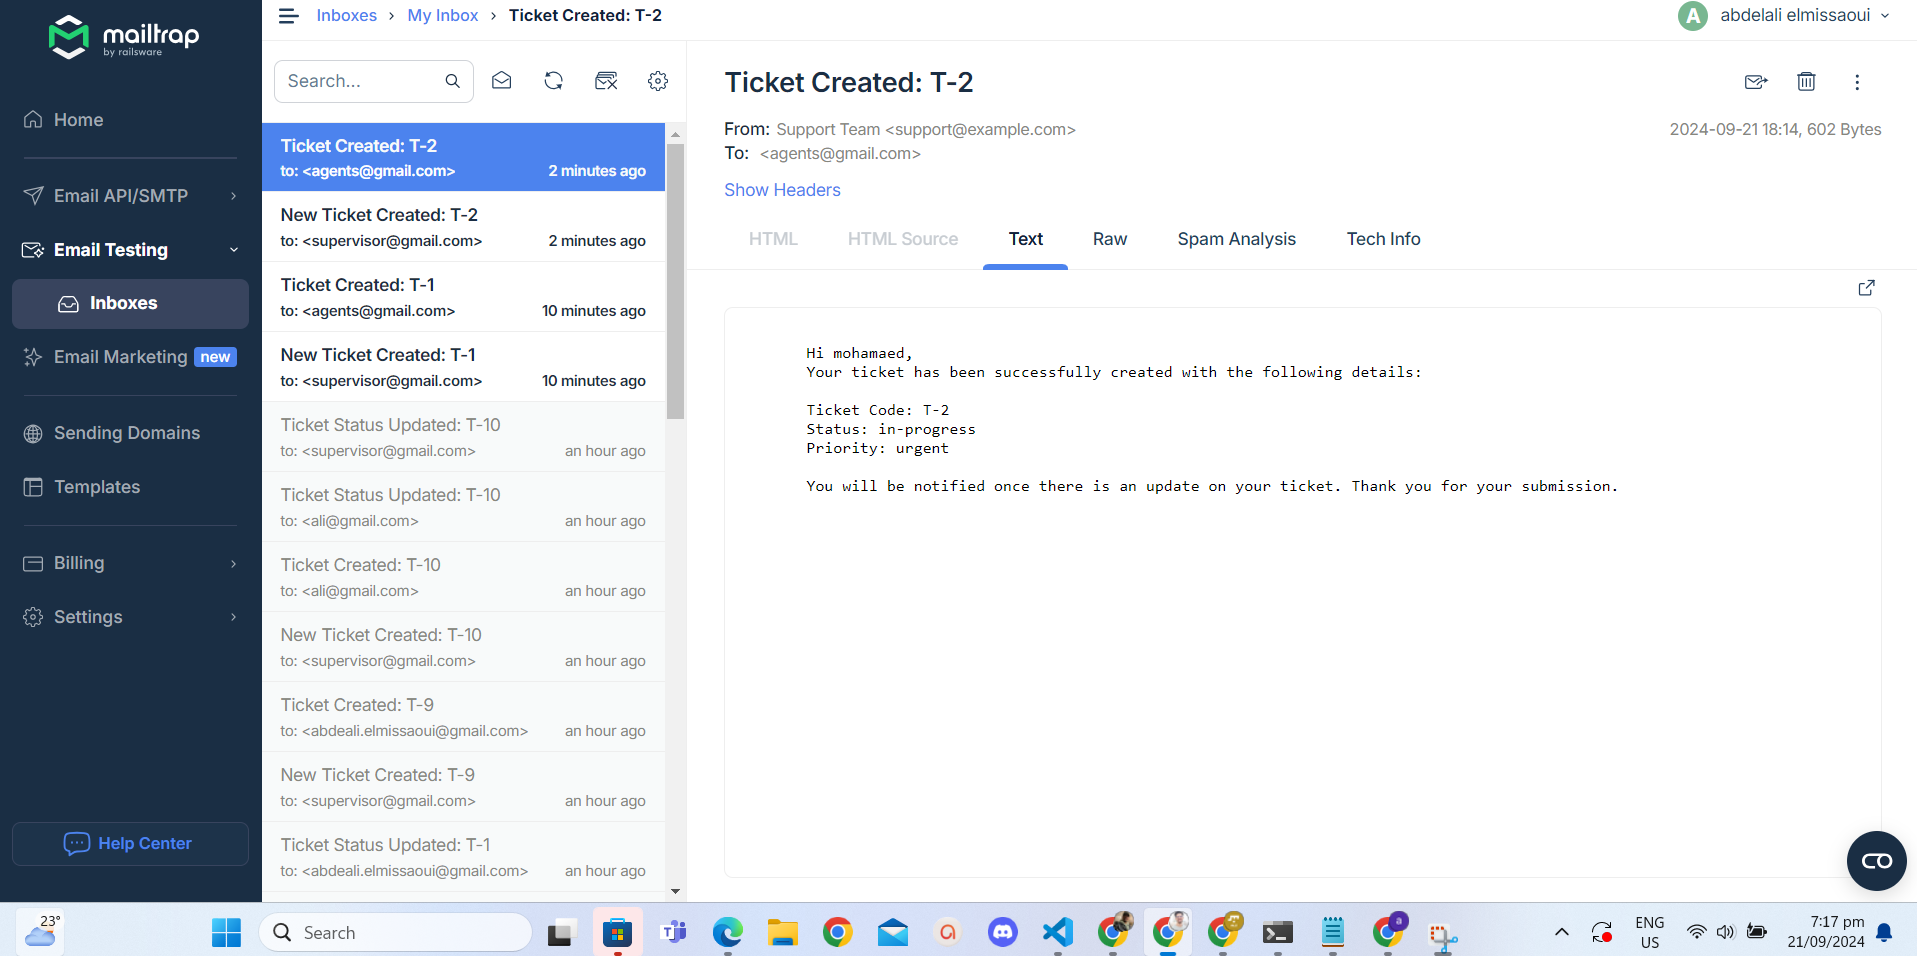 mailtrap
by railsware
Home
Email API/SMTP
Email Testing
Inboxes
Email Marketing new
Sending Domains
Templates
Billing
Settings
Help Center
Inboxes › My Inbox › Ticket Created: T-2
A abdelali elmissaoui
Search...
Ticket Created: T-2
to: <agents@gmail.com> 2 minutes ago
New Ticket Created: T-2
to: <supervisor@gmail.com> 2 minutes ago
Ticket Created: T-1
to: <agents@gmail.com> 10 minutes ago
New Ticket Created: T-1
to: <supervisor@gmail.com> 10 minutes ago
Ticket Status Updated: T-10
to: <supervisor@gmail.com> an hour ago
Ticket Status Updated: T-10
to: <ali@gmail.com> an hour ago
Ticket Created: T-10
to: <ali@gmail.com> an hour ago
New Ticket Created: T-10
to: <supervisor@gmail.com> an hour ago
Ticket Created: T-9
to: <abdeali.elmissaoui@gmail.com> an hour ago
New Ticket Created: T-9
to: <supervisor@gmail.com> an hour ago
Ticket Status Updated: T-1
to: <abdeali.elmissaoui@gmail.com> an hour ago
Ticket Created: T-2
From: Support Team <support@example.com>
2024-09-21 18:14, 602 Bytes
To: <agents@gmail.com>
Show Headers
HTML HTML Source Text Raw Spam Analysis Tech Info
Hi mohamaed,
Your ticket has been successfully created with the following details:
Ticket Code: T-2
Status: in-progress
Priority: urgent
You will be notified once there is an update on your ticket. Thank you for your submission.
23°
Search
ENG
US
7:17 pm
21/09/2024